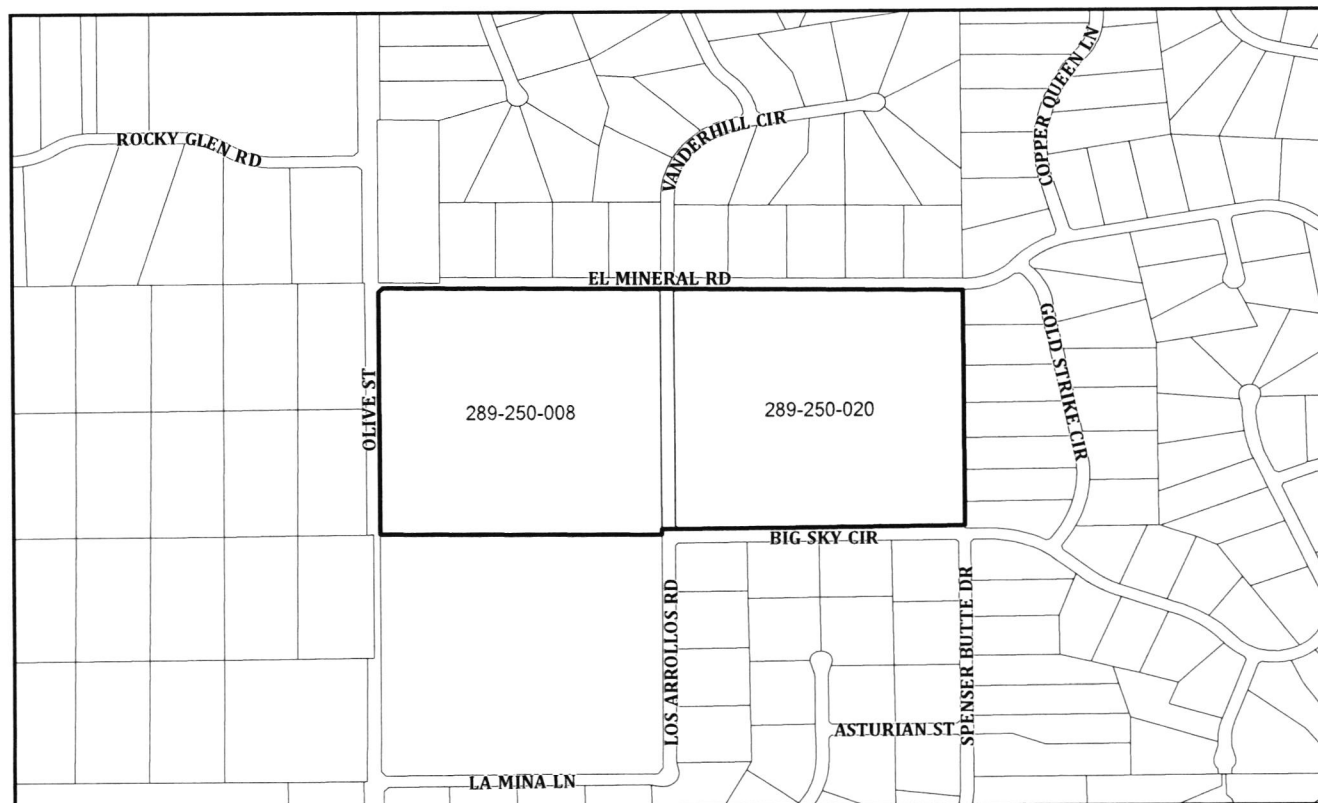 COPPER QUEEN LN
ROCKY GLEN RD
VANDERHILL CIR
EL MINERAL RD
GOLD STRIKE CIR
OLIVE ST
289-250-008
289-250-020
BIG SKY CIR
LOS ARROLLOS RD
SPENSER BUTTE DR
ASTURIAN ST
LA MINA LN